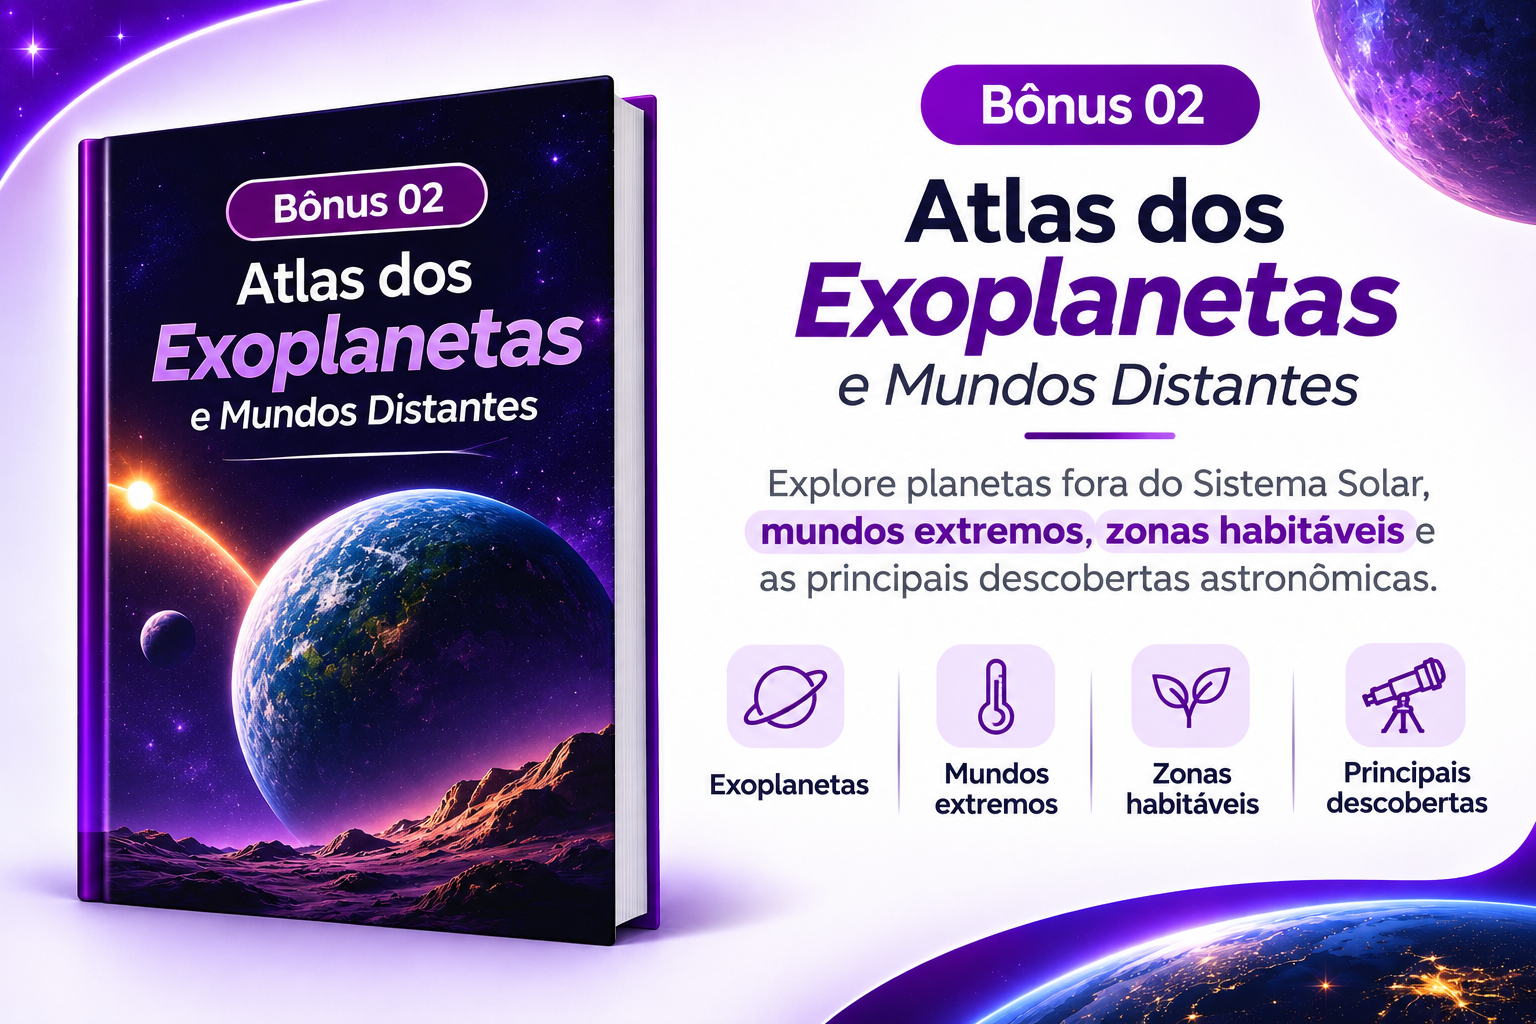 Bônus 02
Atlas dos
Exoplanetas
e Mundos Distantes
Bônus 02
Atlas dos
Exoplanetas
e Mundos Distantes
Explore planetas fora do Sistema Solar,
mundos extremos, zonas habitáveis e
as principais descobertas astronômicas.
Exoplanetas
Mundos
extremos
Zonas
habitáveis
Principais
descobertas